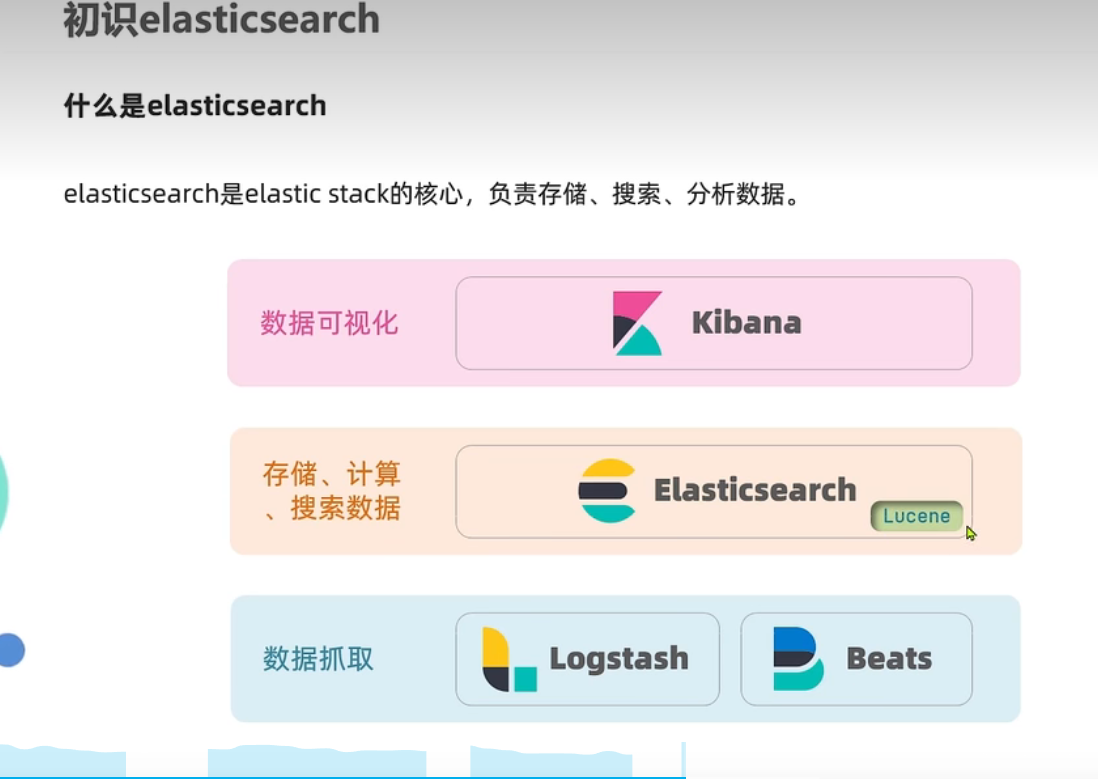 初识elasticsearch
什么是elasticsearch
elasticsearch是elastic stack的核心，负责存储、搜索、分析数据。
数据可视化
Kibana
存储、计算
、搜索数据
Elasticsearch
Lucene
数据抓取
Logstash
Beats